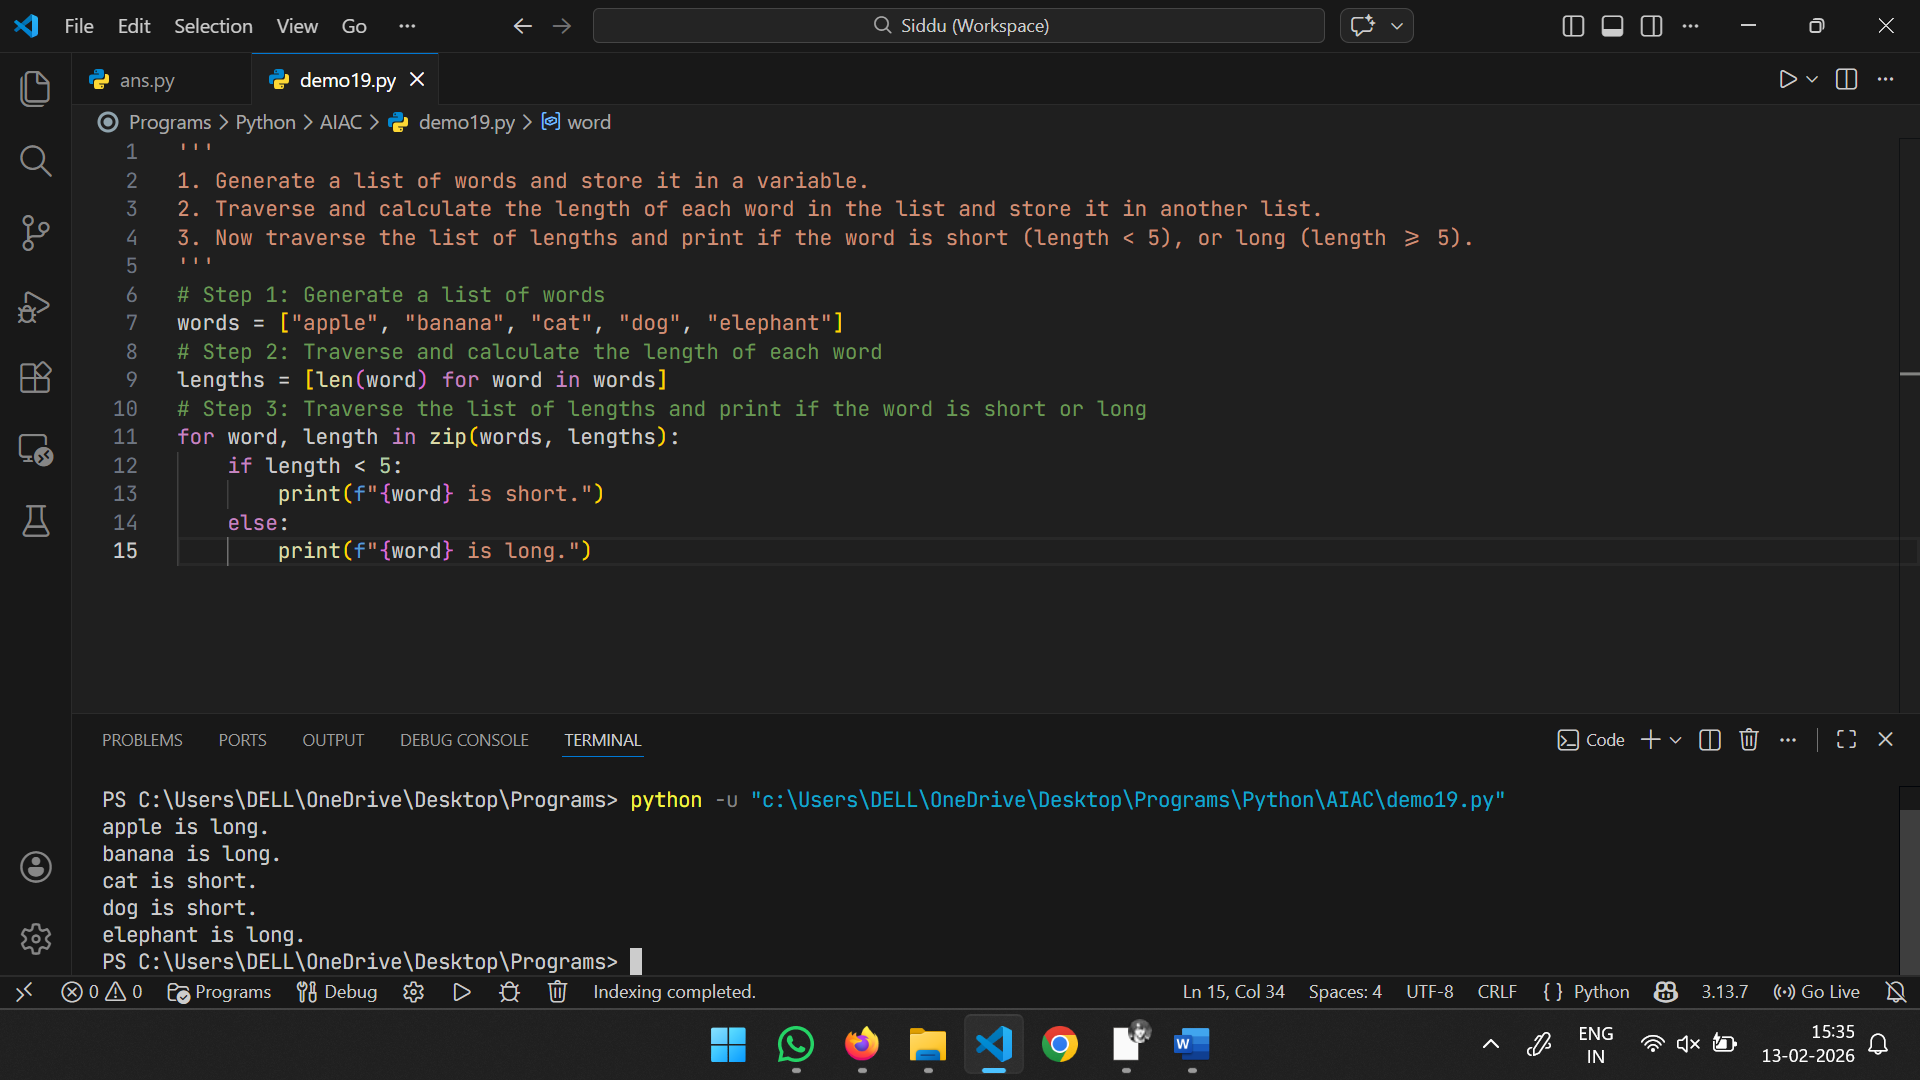 File Edit Selection View Go ···
Siddu (Workspace)
ans.py
demo19.py
Programs > Python > AIAC > demo19.py > word
1 '''
2 1. Generate a list of words and store it in a variable.
3 2. Traverse and calculate the length of each word in the list and store it in another list.
4 3. Now traverse the list of lengths and print if the word is short (length < 5), or long (length >= 5).
5 '''
6 # Step 1: Generate a list of words
7 words = ["apple", "banana", "cat", "dog", "elephant"]
8 # Step 2: Traverse and calculate the length of each word
9 lengths = [len(word) for word in words]
10 # Step 3: Traverse the list of lengths and print if the word is short or long
11 for word, length in zip(words, lengths):
12     if length < 5:
13         print(f"{word} is short.")
14     else:
15         print(f"{word} is long.")
PROBLEMS PORTS OUTPUT DEBUG CONSOLE TERMINAL
Code
PS C:\Users\DELL\OneDrive\Desktop\Programs> python -u "c:\Users\DELL\OneDrive\Desktop\Programs\Python\AIAC\demo19.py"
apple is long.
banana is long.
cat is short.
dog is short.
elephant is long.
PS C:\Users\DELL\OneDrive\Desktop\Programs>
0 0 Programs Debug Indexing completed. Ln 15, Col 34 Spaces: 4 UTF-8 CRLF { } Python 3.13.7 Go Live
W
ENG
IN
15:35
13-02-2026